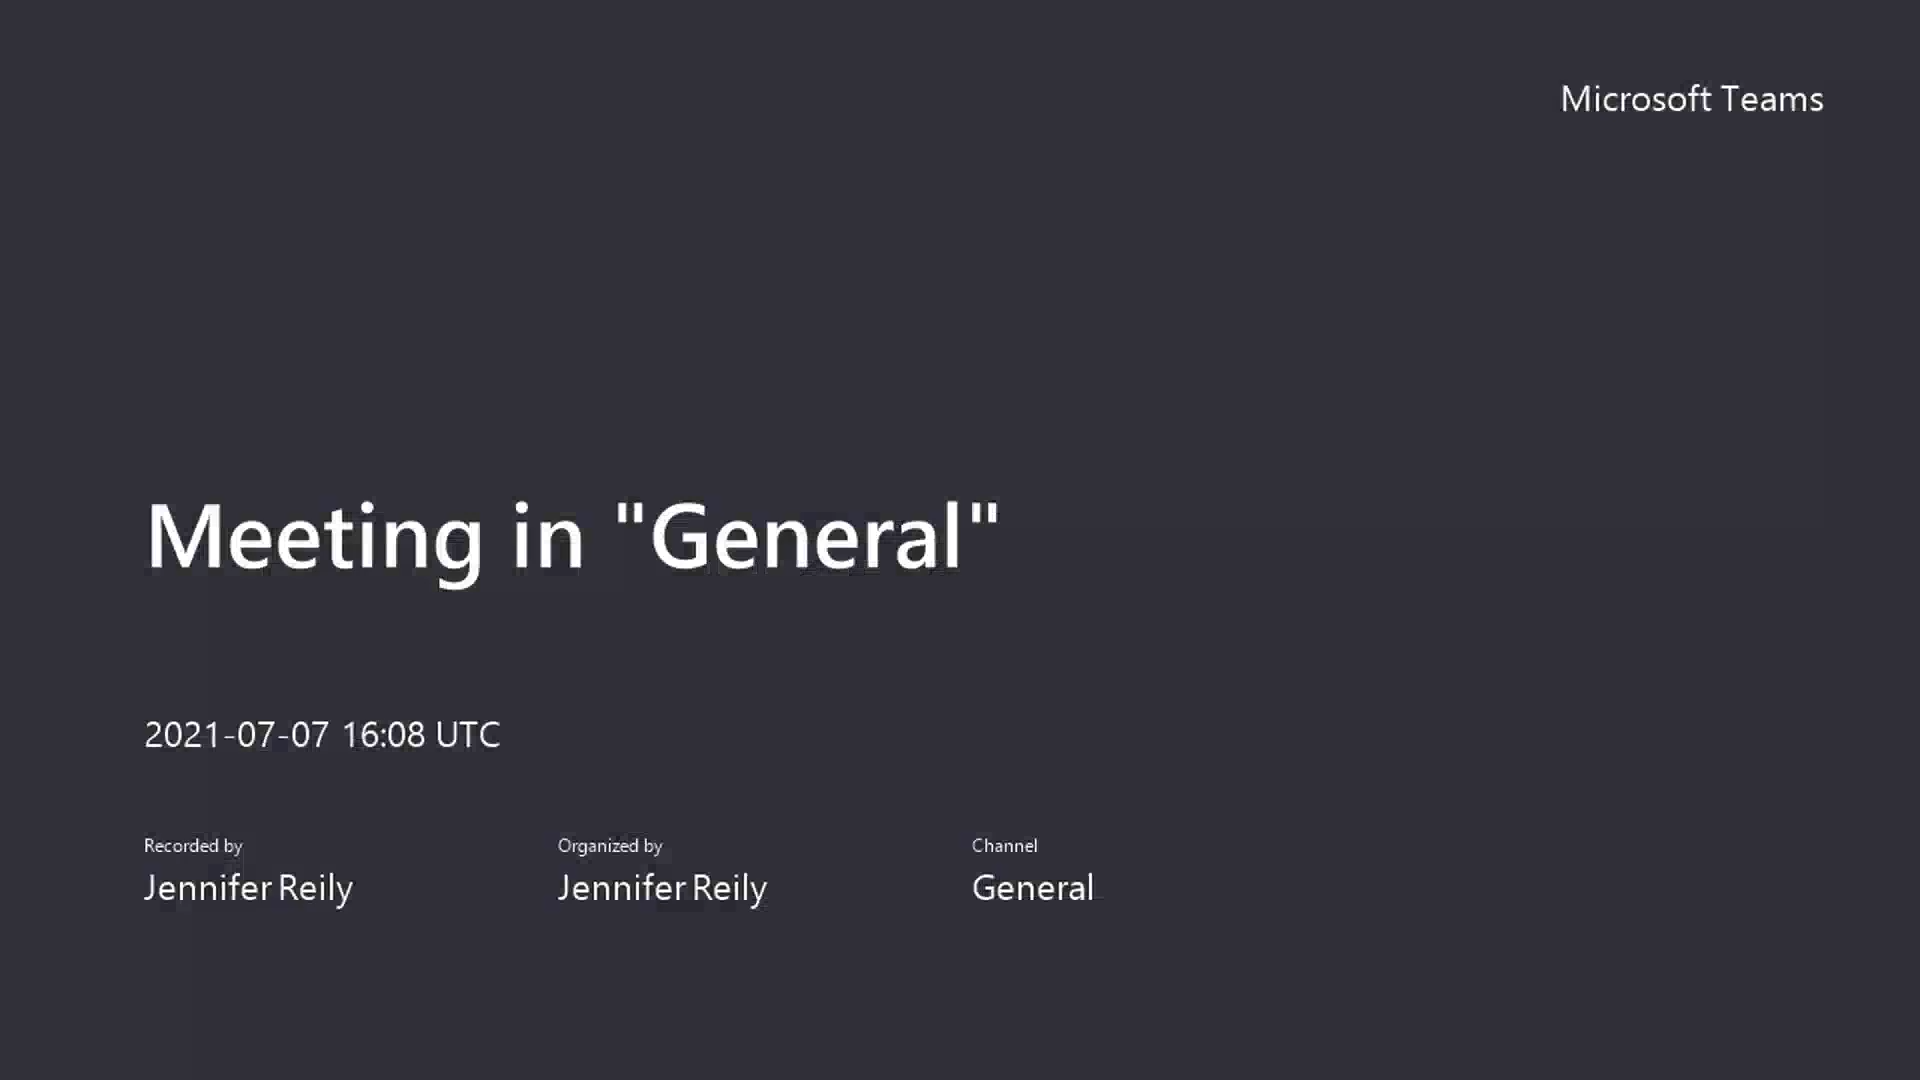 Microsoft Teams
Meeting in "General"
2021-07-07 16:08 UTC
Recorded by
Jennifer Reily
Organized by
Jennifer Reily
Channel
General